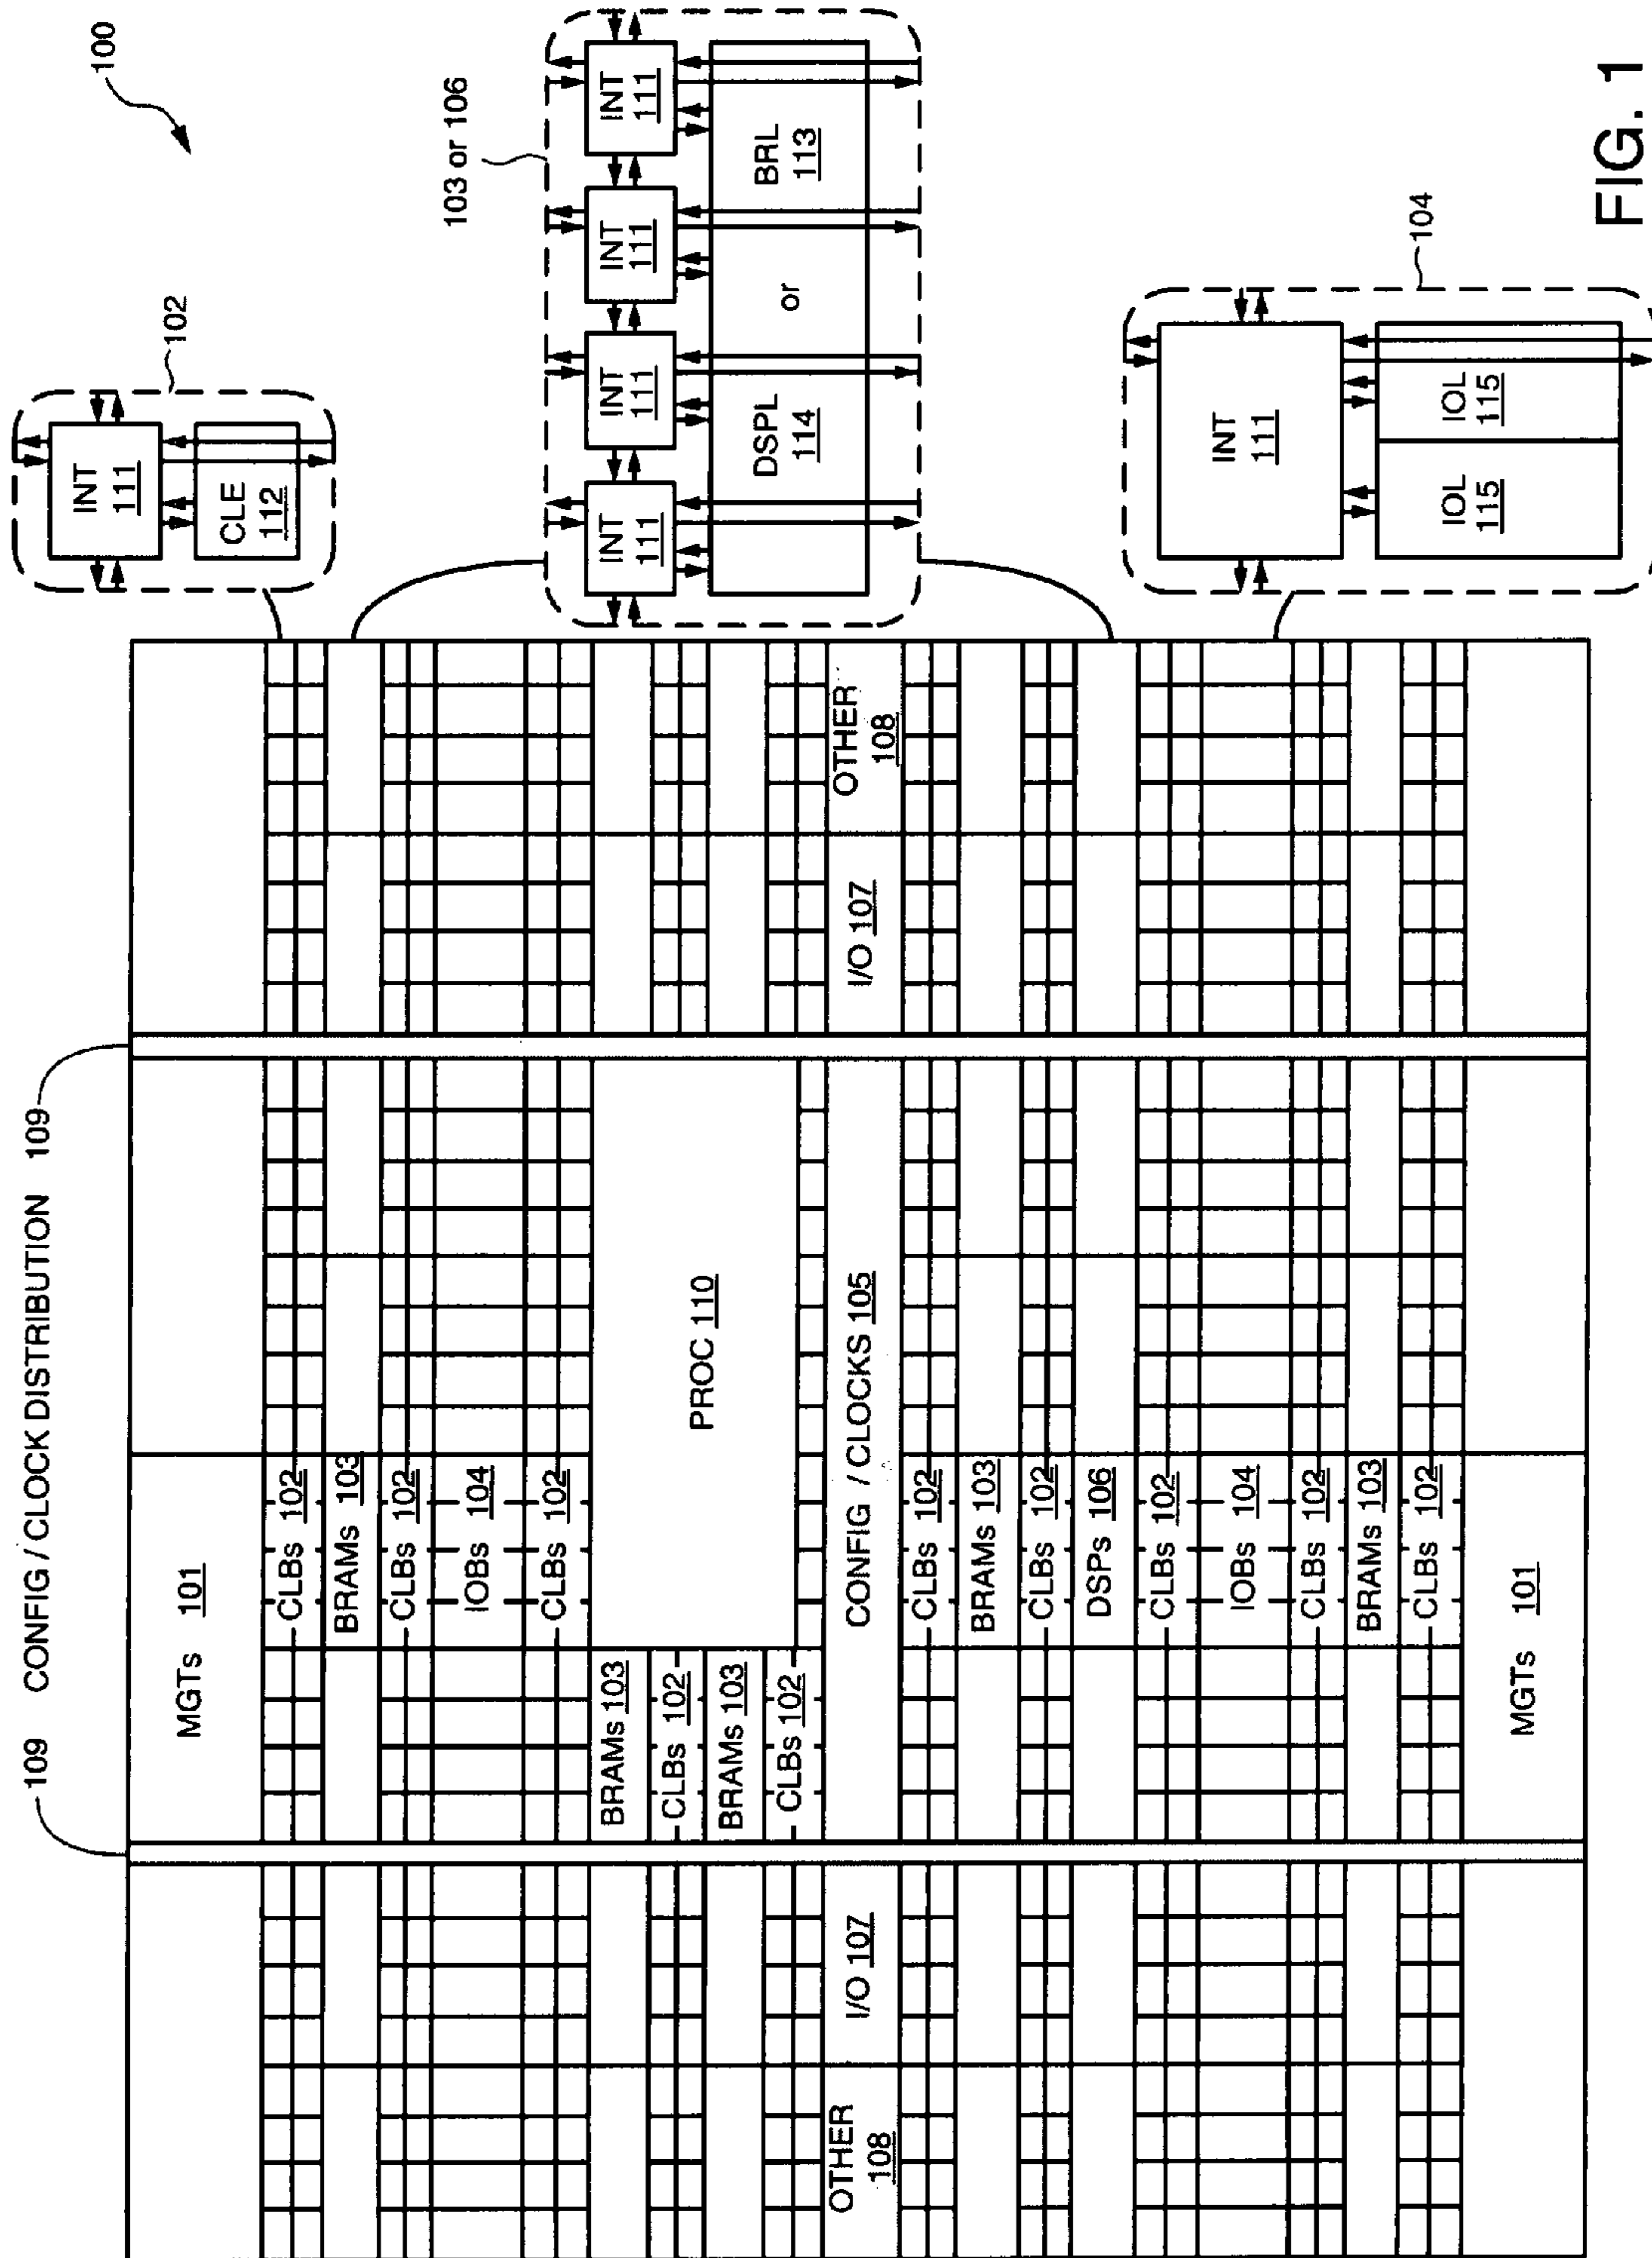 100
CONFIG / CLOCK DISTRIBUTION
109
109
MGTs 101
CLBs 102
BRAMs 103
CLBs 102
IOBs 104
CLBs 102
BRAMs 103
CLBs 102
BRAMs 103
CLBs 102
PROC 110
OTHER
108
I/O 107
CONFIG / CLOCKS 105
I/O 107
OTHER
108
CLBs 102
BRAMs 103
CLBs 102
DSPs 106
CLBs 102
IOBs 104
CLBs 102
BRAMs 103
CLBs 102
MGTs 101
102
INT
111
CLE
112
103 or 106
INT
111
INT
111
INT
111
INT
111
DSPL
114
or
BRL
113
104
INT
111
IOL
115
IOL
115
FIG. 1